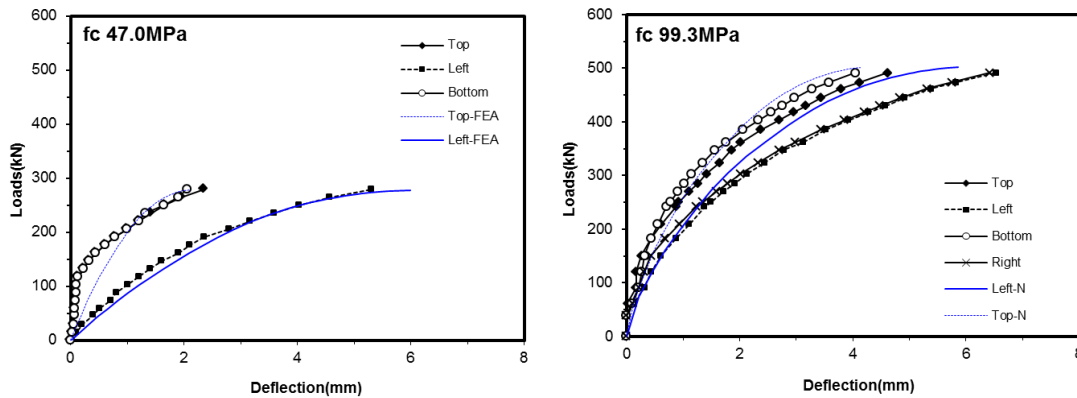 fc 47.0MPa
600
500
400
300
200
100
0
Loads(kN)
Top
Left
Bottom
Top-FEA
Left-FEA
0 2 4 6 8
Deflection(mm)
fc 99.3MPa
600
500
400
300
200
100
0
Loads(kN)
Top
Left
Bottom
Right
Left-N
Top-N
0 2 4 6 8
Deflection(mm)